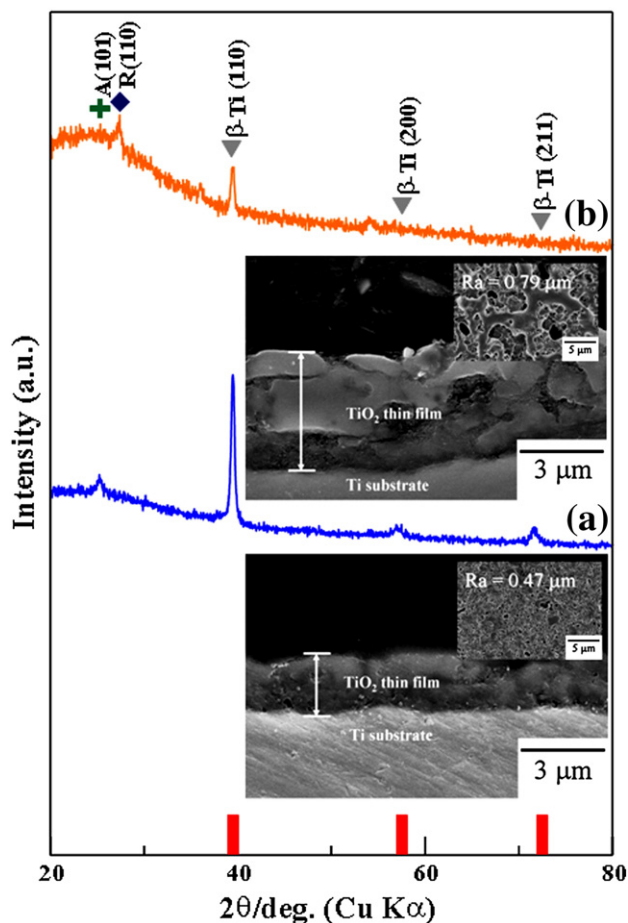 A(101)
R(110)
β-Ti (110)
β-Ti (200)
β-Ti (211)
(b)
Ra = 0.79 μm
5 μm
TiO₂ thin film
Ti substrate
3 μm
(a)
Ra = 0.47 μm
5 μm
TiO₂ thin film
Ti substrate
3 μm
Intensity (a.u.)
20 40 60 80
2θ/deg. (Cu Kα)